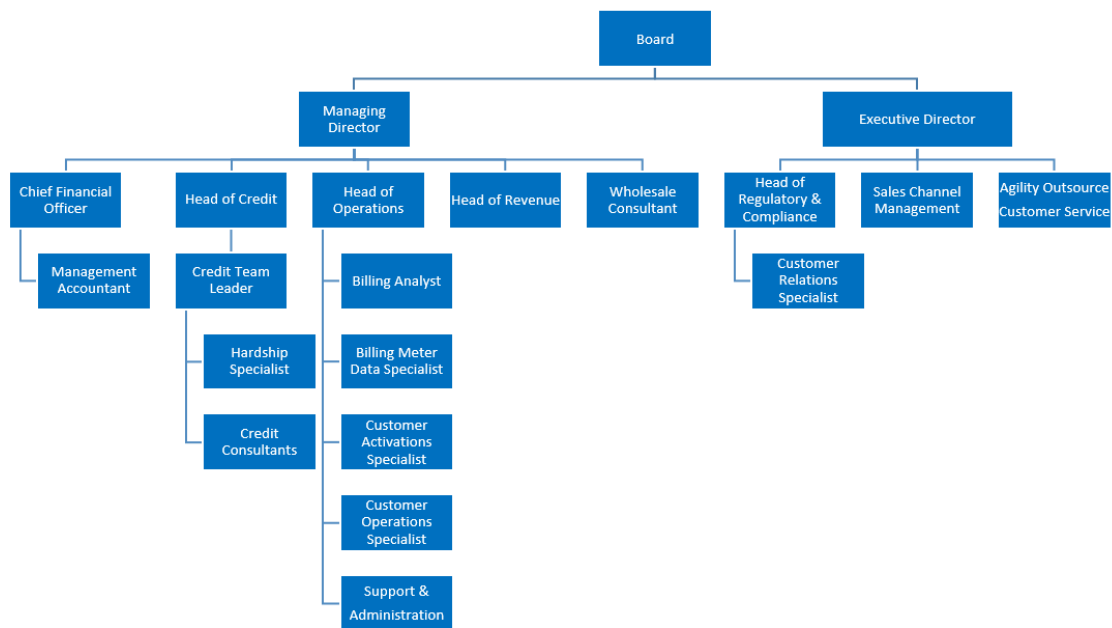 Board
Managing
Director
Executive Director
Chief Financial
Officer
Head of Credit
Head of
Operations
Head of Revenue
Wholesale
Consultant
Head of
Regulatory &
Compliance
Sales Channel
Management
Agility Outsource
Customer Service
Management
Accountant
Credit Team
Leader
Billing Analyst
Customer
Relations
Specialist
Hardship
Specialist
Billing Meter
Data Specialist
Credit
Consultants
Customer
Activations
Specialist
Customer
Operations
Specialist
Support &
Administration